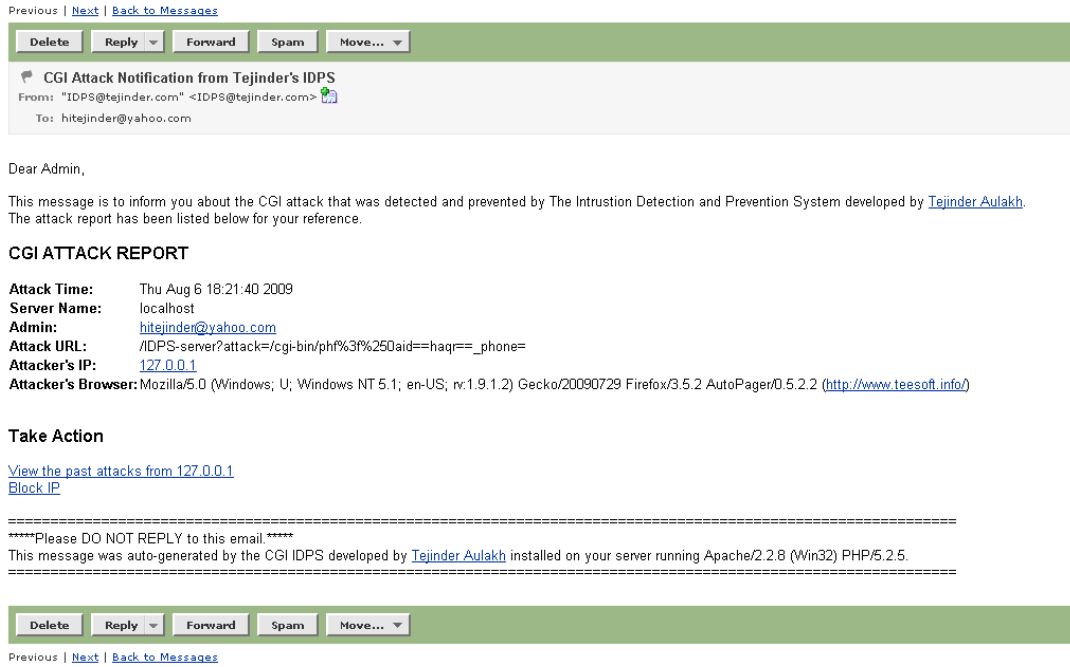 Previous | Next | Back to Messages
Delete Reply Forward Spam Move...
CGI Attack Notification from Tejinder's IDPS
From: "IDPS@tejinder.com" <IDPS@tejinder.com>
To: hitejinder@yahoo.com
Dear Admin,
This message is to inform you about the CGI attack that was detected and prevented by The Intrustion Detection and Prevention System developed by Tejinder Aulakh.
The attack report has been listed below for your reference.
CGI ATTACK REPORT
Attack Time: Thu Aug 6 18:21:40 2009
Server Name: localhost
Admin: hitejinder@yahoo.com
Attack URL: /IDPS-server?attack=/cgi-bin/phf%3f%250aid==haqr==_phone=
Attacker's IP: 127.0.0.1
Attacker's Browser: Mozilla/5.0 (Windows; U; Windows NT 5.1; en-US; rv:1.9.1.2) Gecko/20090729 Firefox/3.5.2 AutoPager/0.5.2.2 (http://www.teesoft.info/)
Take Action
View the past attacks from 127.0.0.1
Block IP
=====================================================================================================
*****Please DO NOT REPLY to this email.*****
This message was auto-generated by the CGI IDPS developed by Tejinder Aulakh installed on your server running Apache/2.2.8 (Win32) PHP/5.2.5.
=====================================================================================================
Delete Reply Forward Spam Move...
Previous | Next | Back to Messages